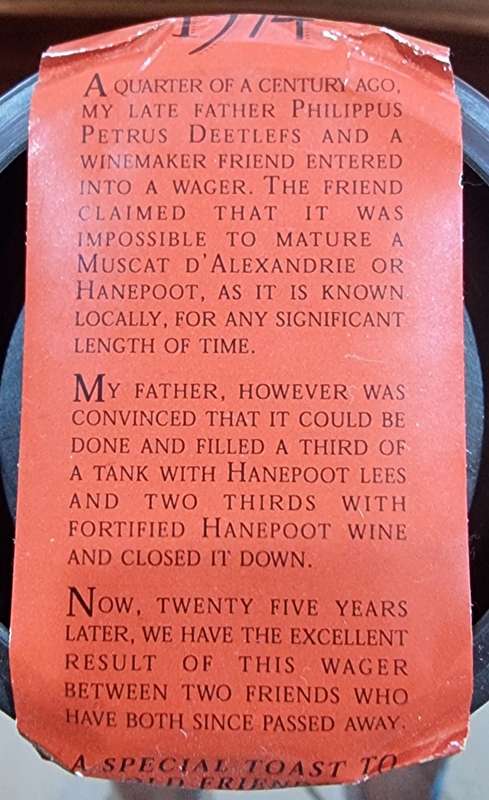 1974
A QUARTER OF A CENTURY AGO,
MY LATE FATHER PHILIPPUS
PETRUS DEETLEFS AND A
WINEMAKER FRIEND ENTERED
INTO A WAGER. THE FRIEND
CLAIMED THAT IT WAS
IMPOSSIBLE TO MATURE A
MUSCAT D'ALEXANDRIE OR
HANEPOOT, AS IT IS KNOWN
LOCALLY, FOR ANY SIGNIFICANT
LENGTH OF TIME.
MY FATHER, HOWEVER WAS
CONVINCED THAT IT COULD BE
DONE AND FILLED A THIRD OF
A TANK WITH HANEPOOT LEES
AND TWO THIRDS WITH
FORTIFIED HANEPOOT WINE
AND CLOSED IT DOWN.
NOW, TWENTY FIVE YEARS
LATER, WE HAVE THE EXCELLENT
RESULT OF THIS WAGER
BETWEEN TWO FRIENDS WHO
HAVE BOTH SINCE PASSED AWAY.
A SPECIAL TOAST TO
OLD FRIEND